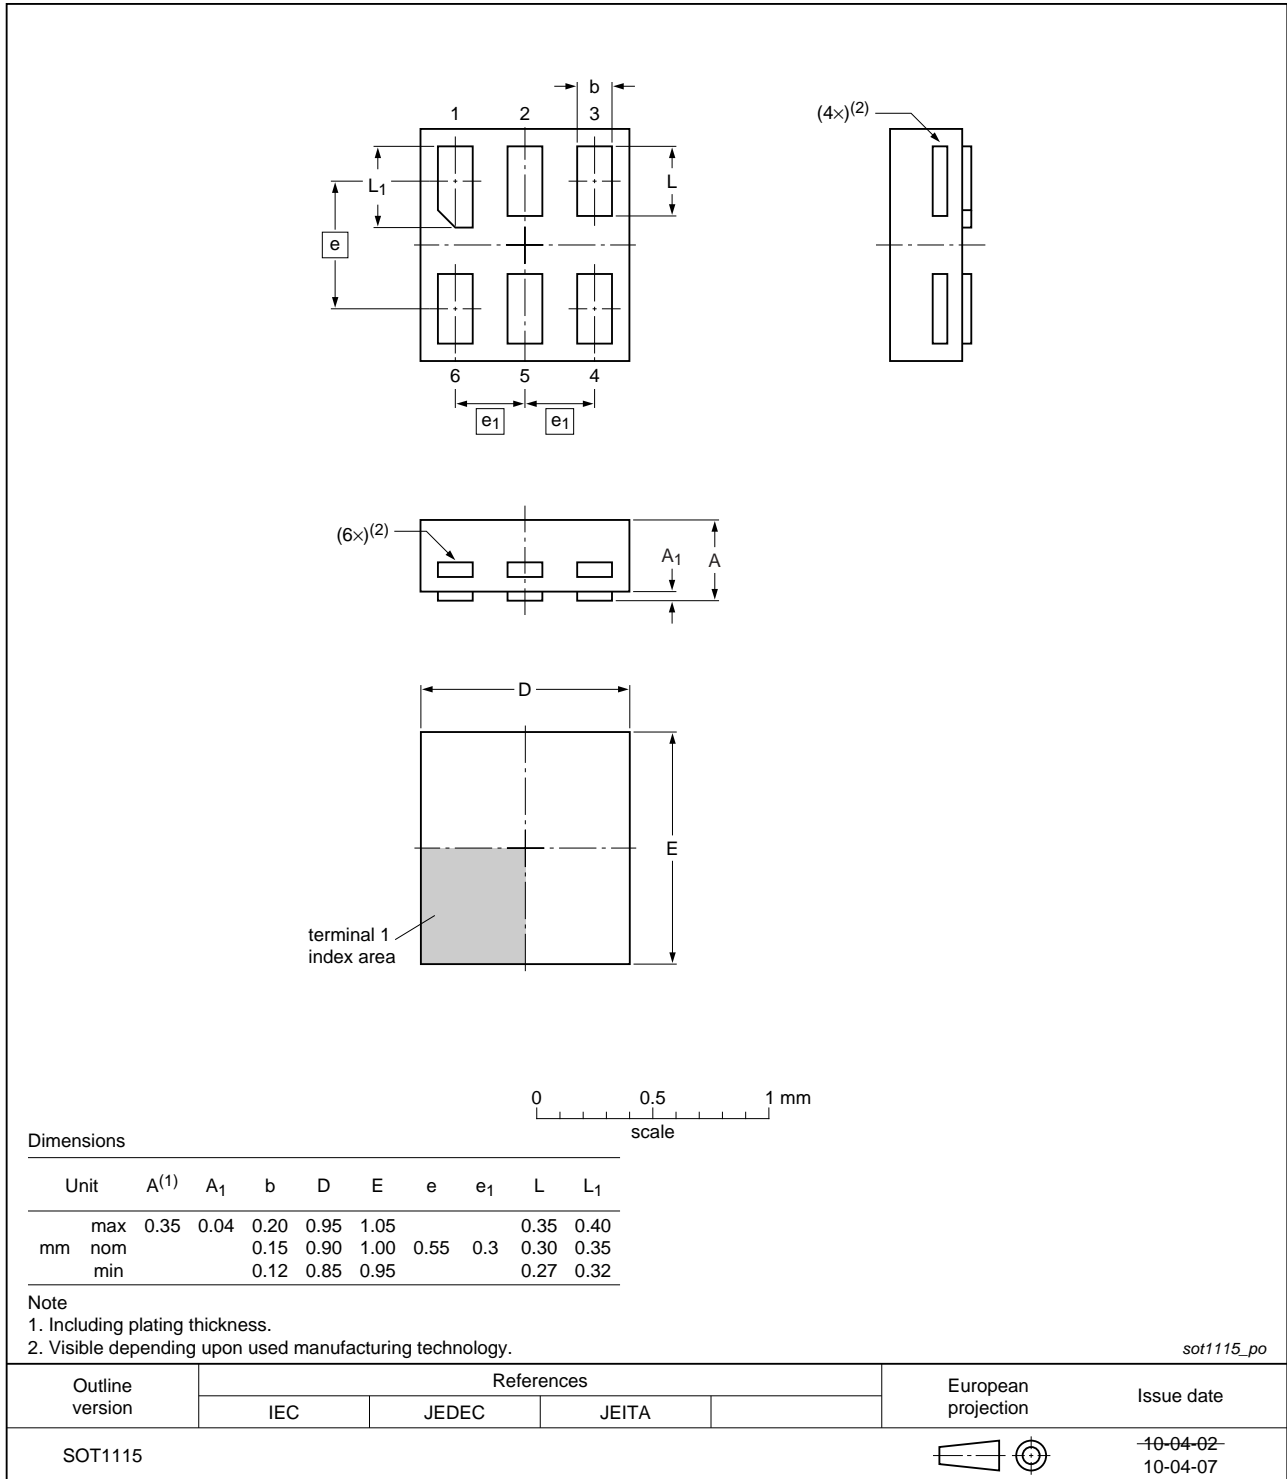 b
1 2 3
(4×)(2)
L1
L
e
6 5 4
e1 e1
(6×)(2)
A1 A
D
E
terminal 1
index area
0 0.5 1 mm
scale
Dimensions
Unit A(1) A1 b D E e e1 L L1
max 0.35 0.04 0.20 0.95 1.05 0.35 0.40
mm nom 0.15 0.90 1.00 0.55 0.3 0.30 0.35
min 0.12 0.85 0.95 0.27 0.32
Note
1. Including plating thickness.
2. Visible depending upon used manufacturing technology.
sot1115_po
Outline
version
References
IEC JEDEC JEITA
European
projection
Issue date
SOT1115
10-04-02
10-04-07